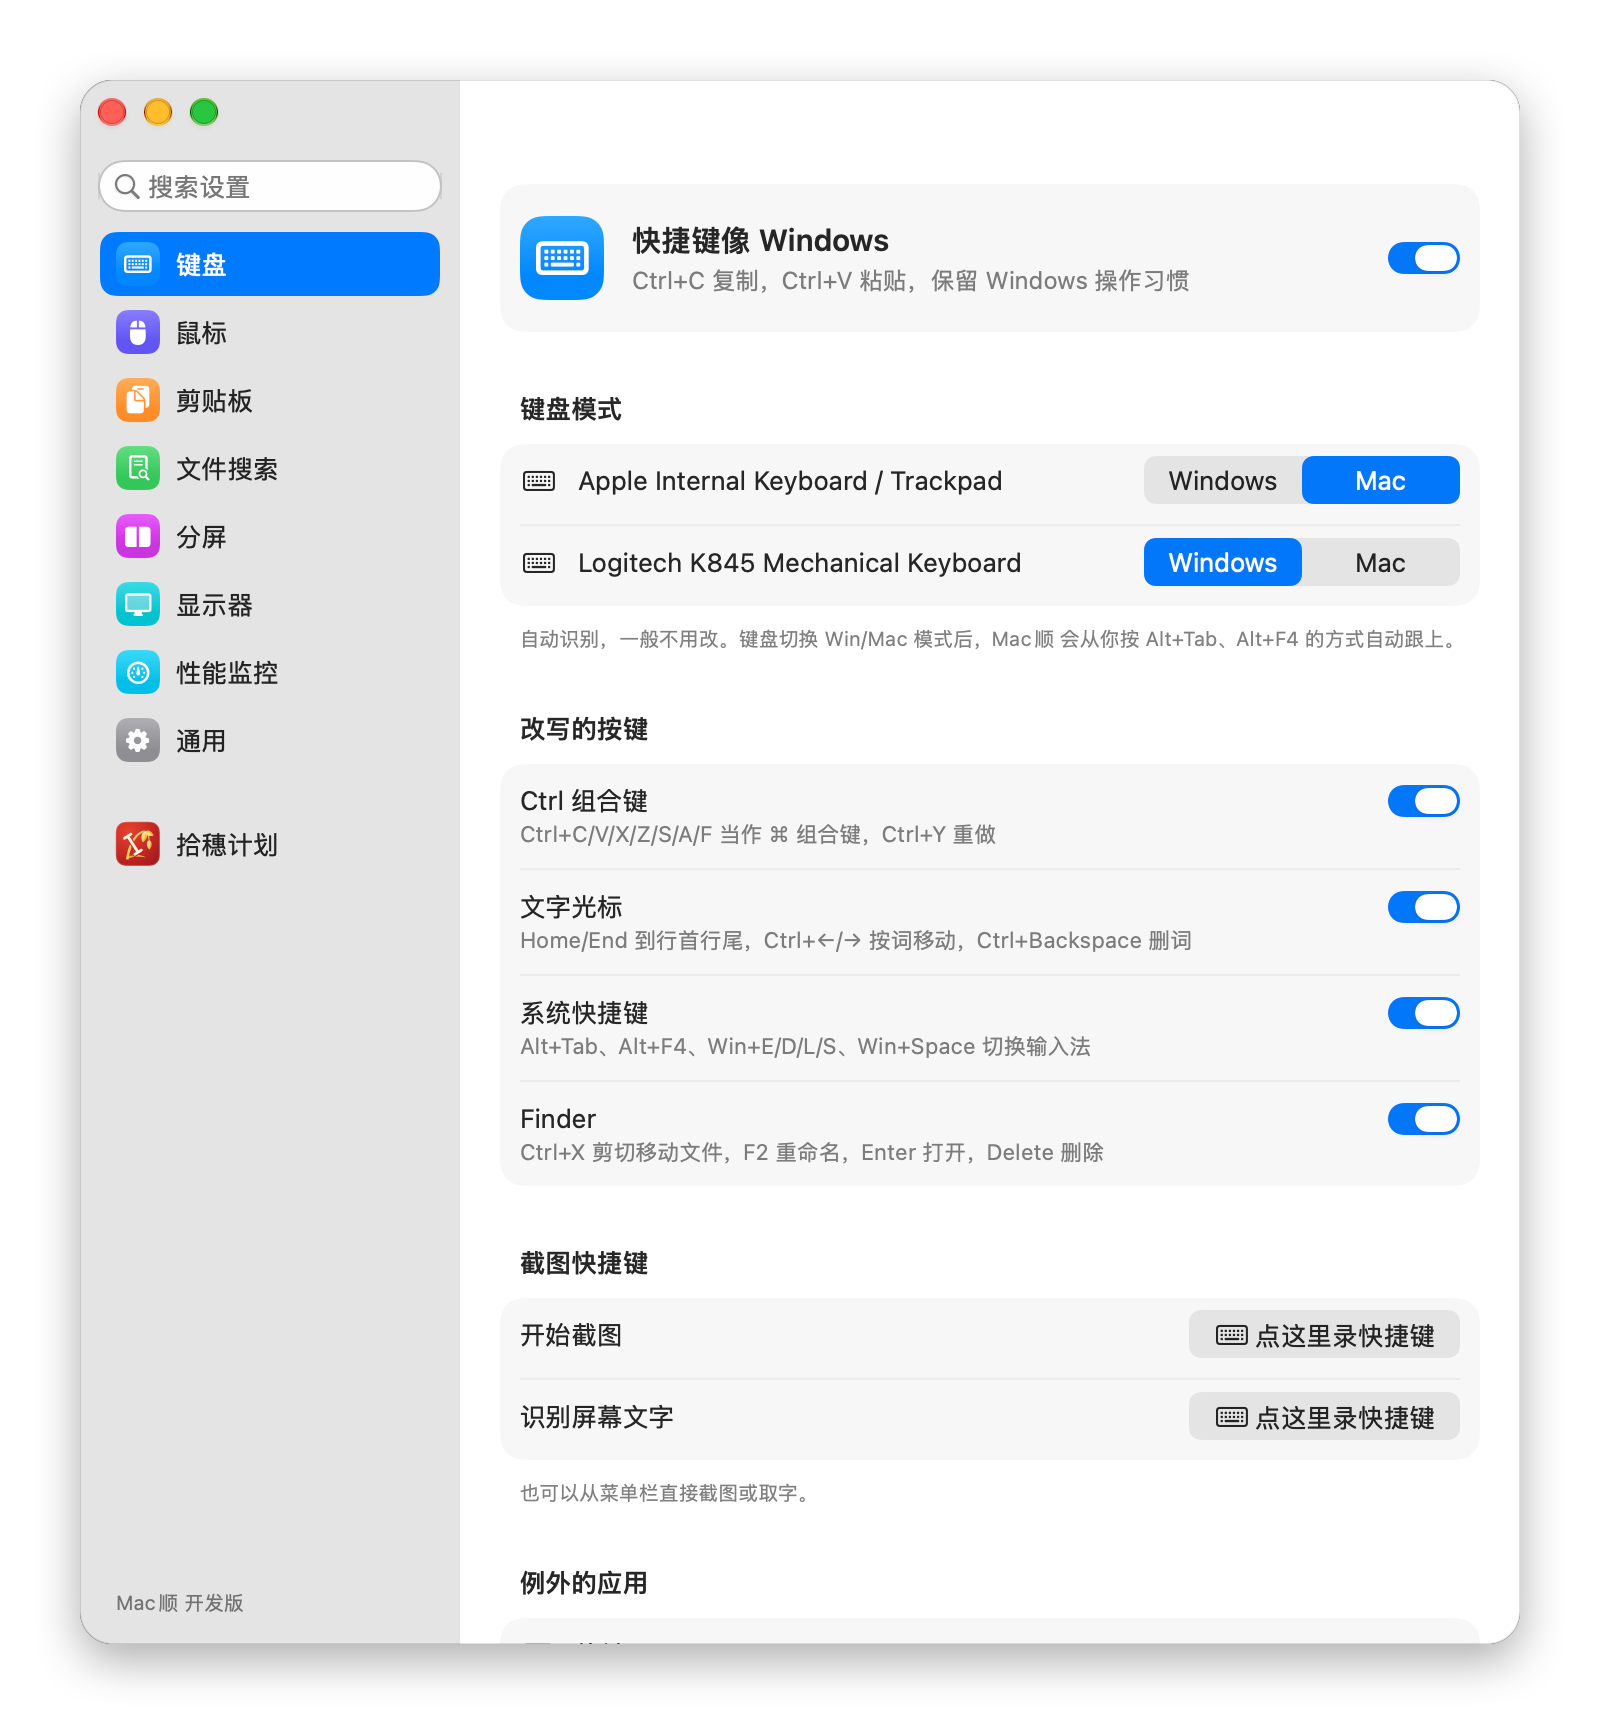 搜索设置
键盘
鼠标
剪贴板
文件搜索
分屏
显示器
性能监控
通用
拾穗计划
Mac顺 开发版
快捷键像 Windows
Ctrl+C 复制，Ctrl+V 粘贴，保留 Windows 操作习惯
键盘模式
Apple Internal Keyboard / Trackpad
Windows
Mac
Logitech K845 Mechanical Keyboard
Windows
Mac
自动识别，一般不用改。键盘切换 Win/Mac 模式后，Mac顺 会从你按 Alt+Tab、Alt+F4 的方式自动跟上。
改写的按键
Ctrl 组合键
Ctrl+C/V/X/Z/S/A/F 当作 ⌘ 组合键，Ctrl+Y 重做
文字光标
Home/End 到行首行尾，Ctrl+←/→ 按词移动，Ctrl+Backspace 删词
系统快捷键
Alt+Tab、Alt+F4、Win+E/D/L/S、Win+Space 切换输入法
Finder
Ctrl+X 剪切移动文件，F2 重命名，Enter 打开，Delete 删除
截图快捷键
开始截图
点这里录快捷键
识别屏幕文字
点这里录快捷键
也可以从菜单栏直接截图或取字。
例外的应用